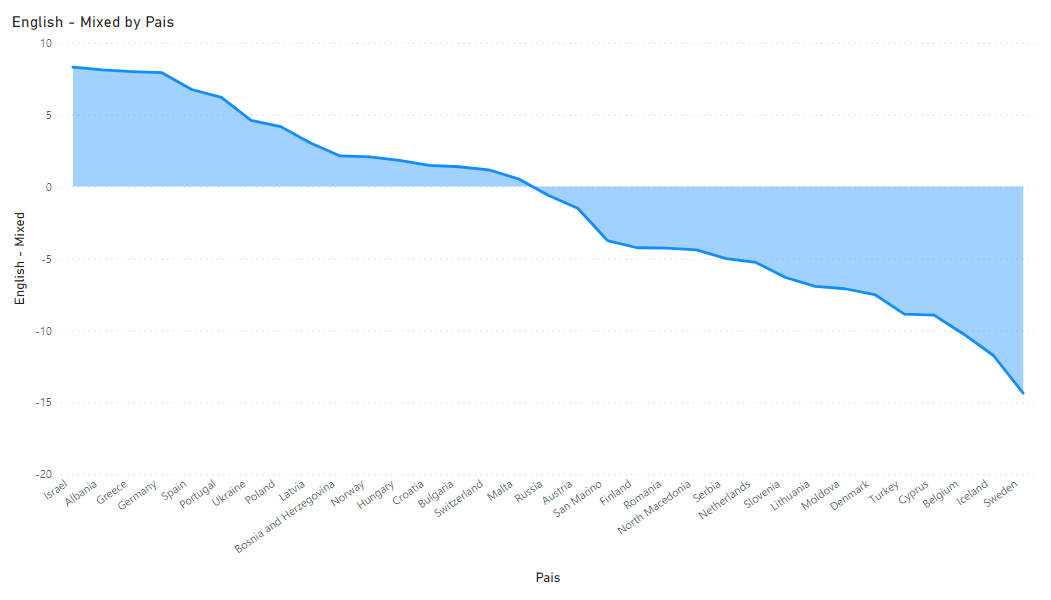 English - Mixed by Pais
10
5
0
-5
-10
-15
-20
English - Mixed
Israel
Albania
Greece
Germany
Spain
Portugal
Ukraine
Poland
Latvia
Bosnia and Herzegovina
Norway
Hungary
Croatia
Bulgaria
Switzerland
Malta
Russia
Austria
San Marino
Finland
Romania
North Macedonia
Serbia
Netherlands
Slovenia
Lithuania
Moldova
Denmark
Turkey
Cyprus
Belgium
Iceland
Sweden
Pais